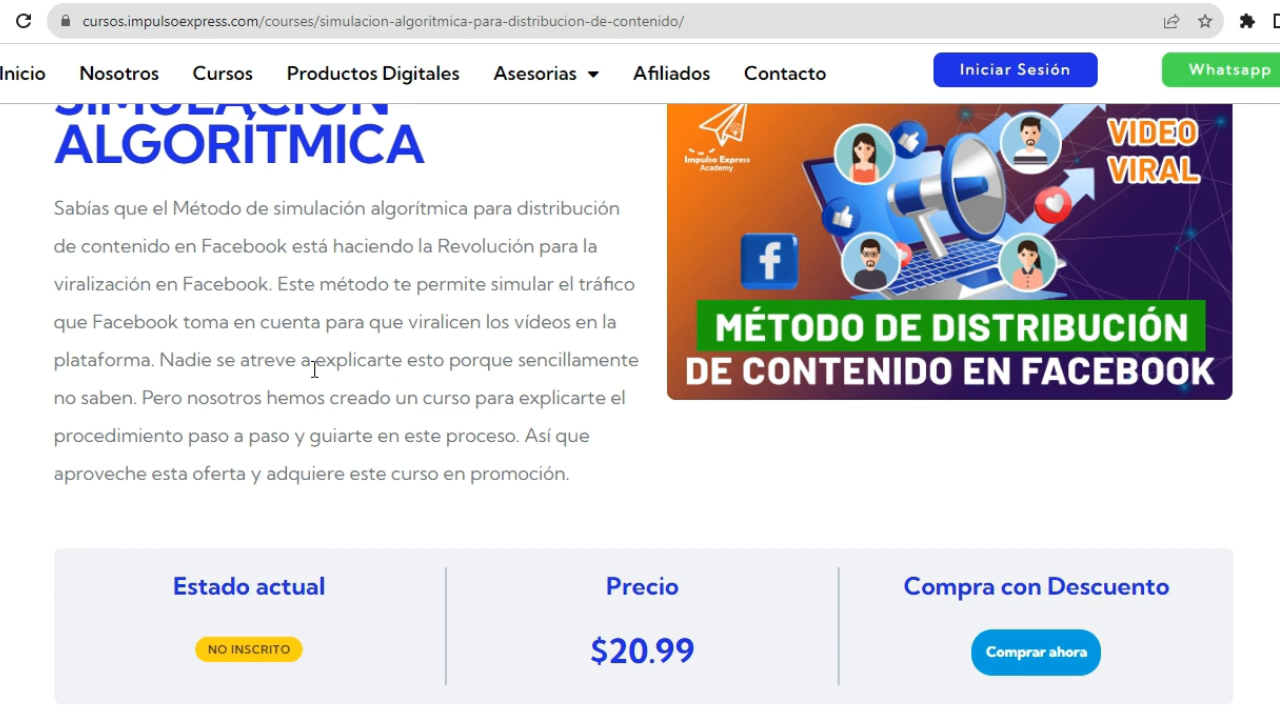 cursos.impulsoexpress.com/courses/simulacion-algoritmica-para-distribucion-de-contenido/
Inicio Nosotros Cursos Productos Digitales Asesorias Afiliados Contacto Iniciar Sesión Whatsapp
SIMULACIÓN
ALGORÍTMICA
Sabías que el Método de simulacion algorítmica para distribución
de contenido en Facebook está haciendo la Revolución para la
viralización en Facebook. Este método te permite simular el tráfico
que Facebook toma en cuenta para que viralicen los vídeos en la
plataforma. Nadie se atreve a explicarte esto porque sencillamente
no saben. Pero nosotros hemos creado un curso para explicarte el
procedimiento paso a paso y guiarte en este proceso. Así que
aproveche esta oferta y adquiere este curso en promoción.
Impulso Express
Academy
VIDEO
VIRAL
f
MÉTODO DE DISTRIBUCIÓN
DE CONTENIDO EN FACEBOOK
Estado actual
NO INSCRITO
Precio
$20.99
Compra con Descuento
Comprar ahora